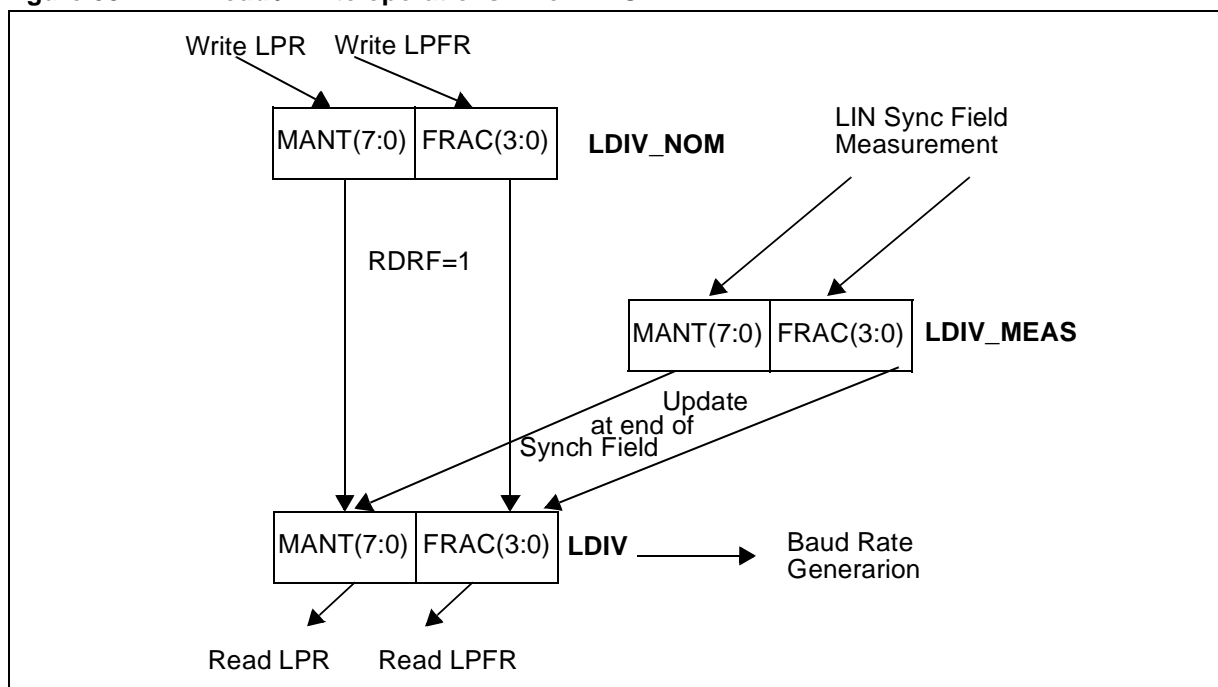 Write LPR Write LPFR
MANT(7:0) FRAC(3:0) LDIV_NOM
LIN Sync Field
Measurement
RDRF=1
MANT(7:0) FRAC(3:0) LDIV_MEAS
Update
at end of
Synch Field
MANT(7:0) FRAC(3:0) LDIV
Baud Rate
Generarion
Read LPR Read LPFR